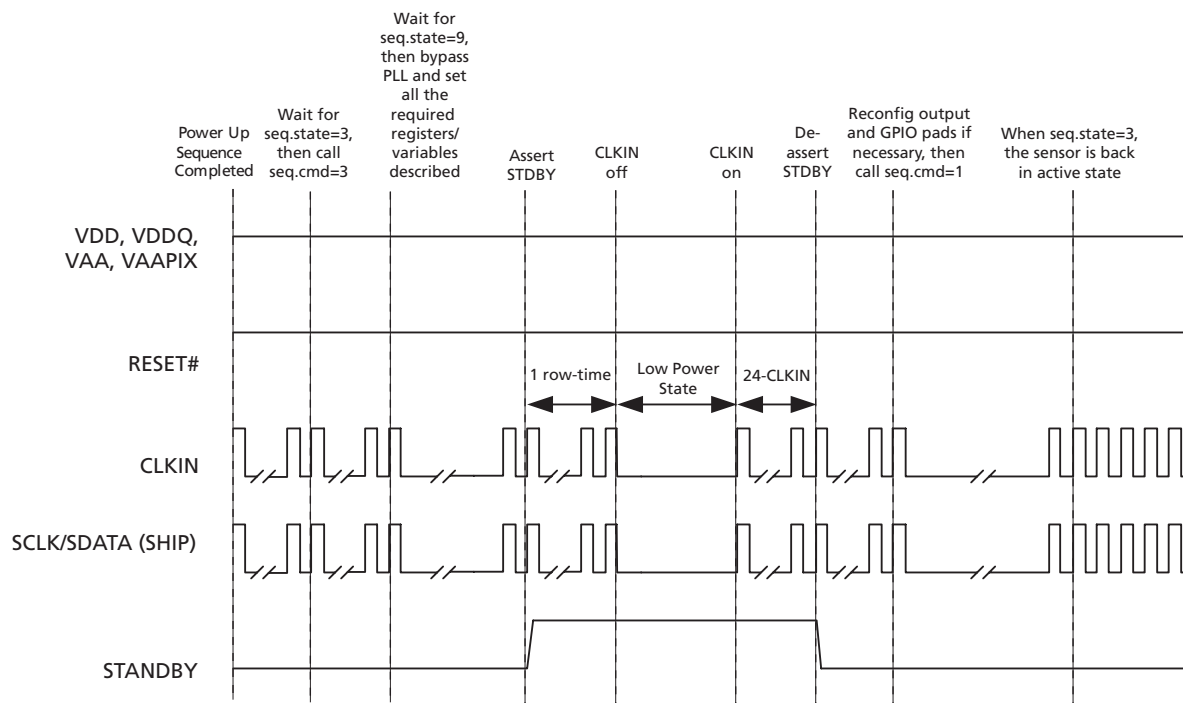 Power Up
Sequence
Completed
Wait for
seq.state=3,
then call
seq.cmd=3
Wait for
seq.state=9,
then bypass
PLL and set
all the
required
registers/
variables
described
Assert
STDBY
CLKIN
off
CLKIN
on
De-
assert
STDBY
Reconfig output
and GPIO pads if
necessary, then
call seq.cmd=1
When seq.state=3,
the sensor is back
in active state
VDD, VDDQ,
VAA, VAAPIX
RESET#
1 row-time
Low Power
State
24-CLKIN
CLKIN
SCLK/SDATA (SHIP)
STANDBY